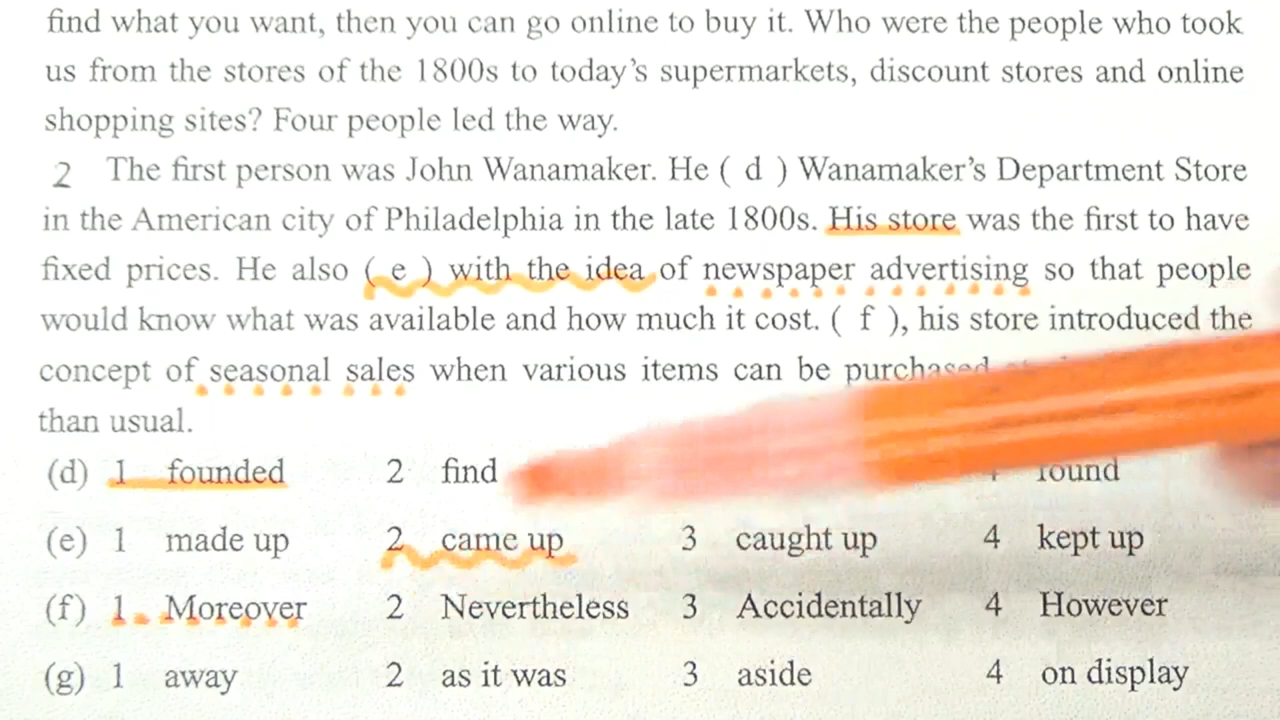 find what you want, then you can go online to buy it. Who were the people who took
us from the stores of the 1800s to today's supermarkets, discount stores and online
shopping sites? Four people led the way.
2 The first person was John Wanamaker. He ( d ) Wanamaker's Department Store
in the American city of Philadelphia in the late 1800s. His store was the first to have
fixed prices. He also ( e ) with the idea of newspaper advertising so that people
would know what was available and how much it cost. ( f ), his store introduced the
concept of seasonal sales when various items can be purchased
than usual.
(d) 1 founded 2 find
(e) 1 made up 2 came up 3 caught up 4 kept up
(f) 1 Moreover 2 Nevertheless 3 Accidentally 4 However
(g) 1 away 2 as it was 3 aside 4 on display